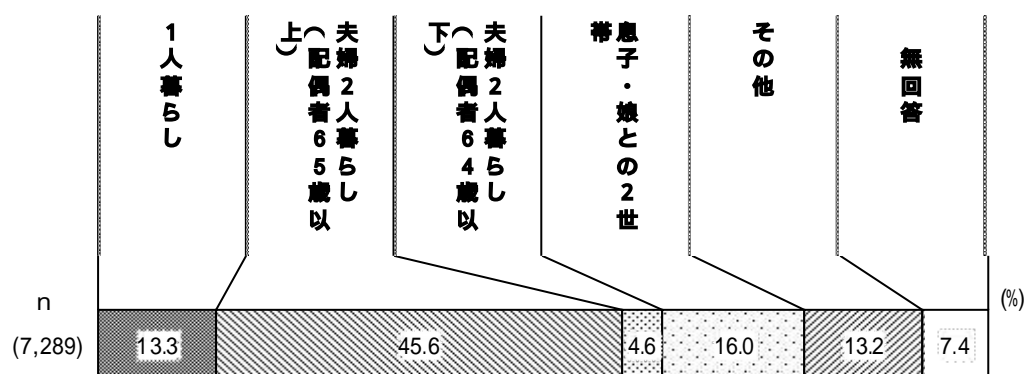 1人暮らし
夫婦2人暮らし
(配偶者65歳以
上)
夫婦2人暮らし
(配偶者64歳以
下)
息子・娘との2世
帯
その他
無回答
n
(%)
(7,289)
13.3
45.6
4.6
16.0
13.2
7.4